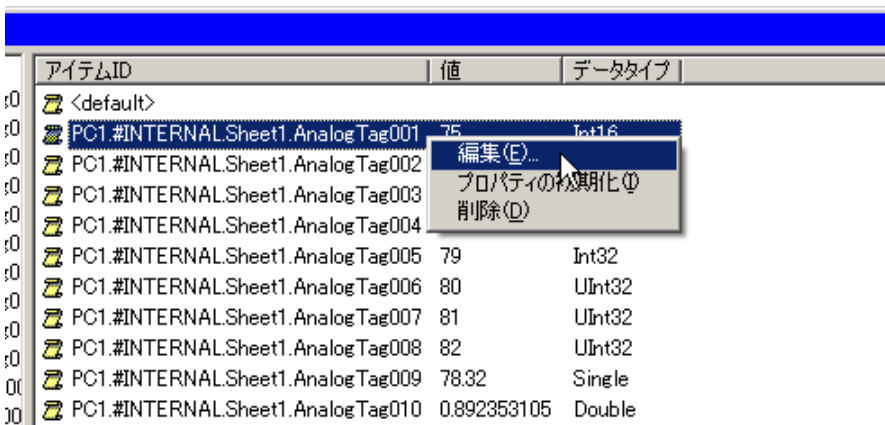 アイテムID 値 データタイプ
<default>
PC1.#INTERNAL.Sheet1.AnalogTag001 75 Int16
PC1.#INTERNAL.Sheet1.AnalogTag002
PC1.#INTERNAL.Sheet1.AnalogTag003
PC1.#INTERNAL.Sheet1.AnalogTag004
編集(E)...
プロパティの初期化(I)
削除(D)
PC1.#INTERNAL.Sheet1.AnalogTag005 79 Int32
PC1.#INTERNAL.Sheet1.AnalogTag006 80 UInt32
PC1.#INTERNAL.Sheet1.AnalogTag007 81 UInt32
PC1.#INTERNAL.Sheet1.AnalogTag008 82 UInt32
PC1.#INTERNAL.Sheet1.AnalogTag009 78.32 Single
PC1.#INTERNAL.Sheet1.AnalogTag010 0.892353105 Double